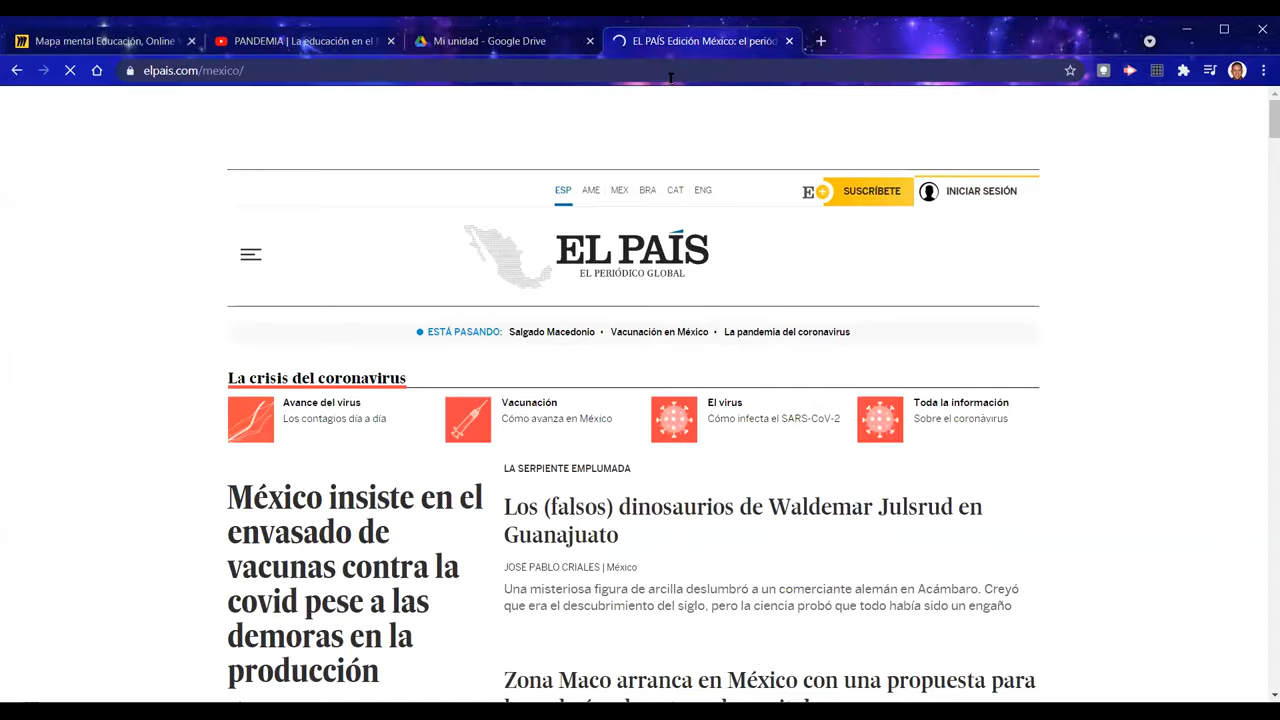 Mapa mental Educación, Online
PANDEMIA | La educación en el
Mi unidad - Google Drive
EL PAÍS Edición México: el periód
elpais.com/mexico/
ESP AME MEX BRA CAT ENG
E+ SUSCRÍBETE INICIAR SESIÓN
EL PAÍS
EL PERIÓDICO GLOBAL
ESTÁ PASANDO: Salgado Macedonio • Vacunación en México • La pandemia del coronavirus
La crisis del coronavirus
Avance del virus
Los contagios día a día
Vacunación
Cómo avanza en México
El virus
Cómo infecta el SARS-CoV-2
Toda la información
Sobre el coronavirus
México insiste en el
envasado de
vacunas contra la
covid pese a las
demoras en la
producción
LA SERPIENTE EMPLUMADA
Los (falsos) dinosaurios de Waldemar Julsrud en
Guanajuato
JOSÉ PABLO CRIALES | México
Una misteriosa figura de arcilla deslumbró a un comerciante alemán en Acámbaro. Creyó
que era el descubrimiento del siglo, pero la ciencia probó que todo había sido un engaño
Zona Maco arranca en México con una propuesta para